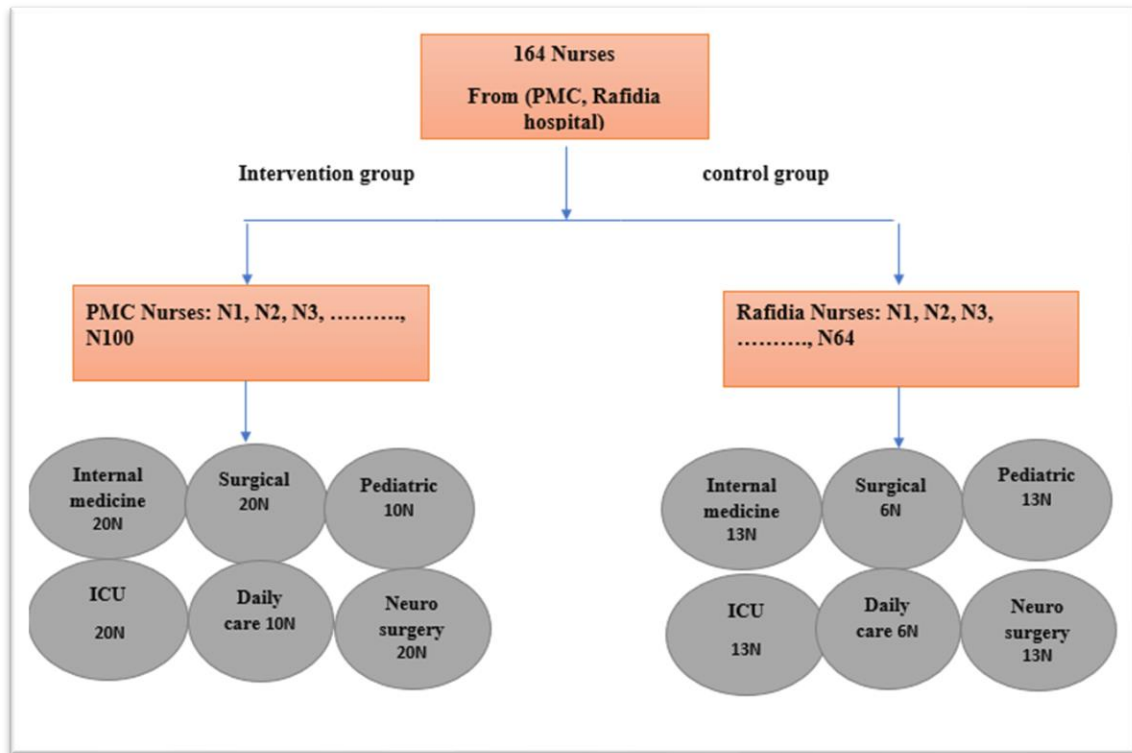 164 Nurses
From (PMC, Rafidia
hospital)
Intervention group
control group
PMC Nurses: N1, N2, N3, ……….,
N100
Rafidia Nurses: N1, N2, N3,
………., N64
Internal
medicine
20N
Surgical
20N
Pediatric
10N
ICU
20N
Daily
care 10N
Neuro
surgery
20N
Internal
medicine
13N
Surgical
6N
Pediatric
13N
ICU
13N
Daily
care 6N
Neuro
surgery
13N